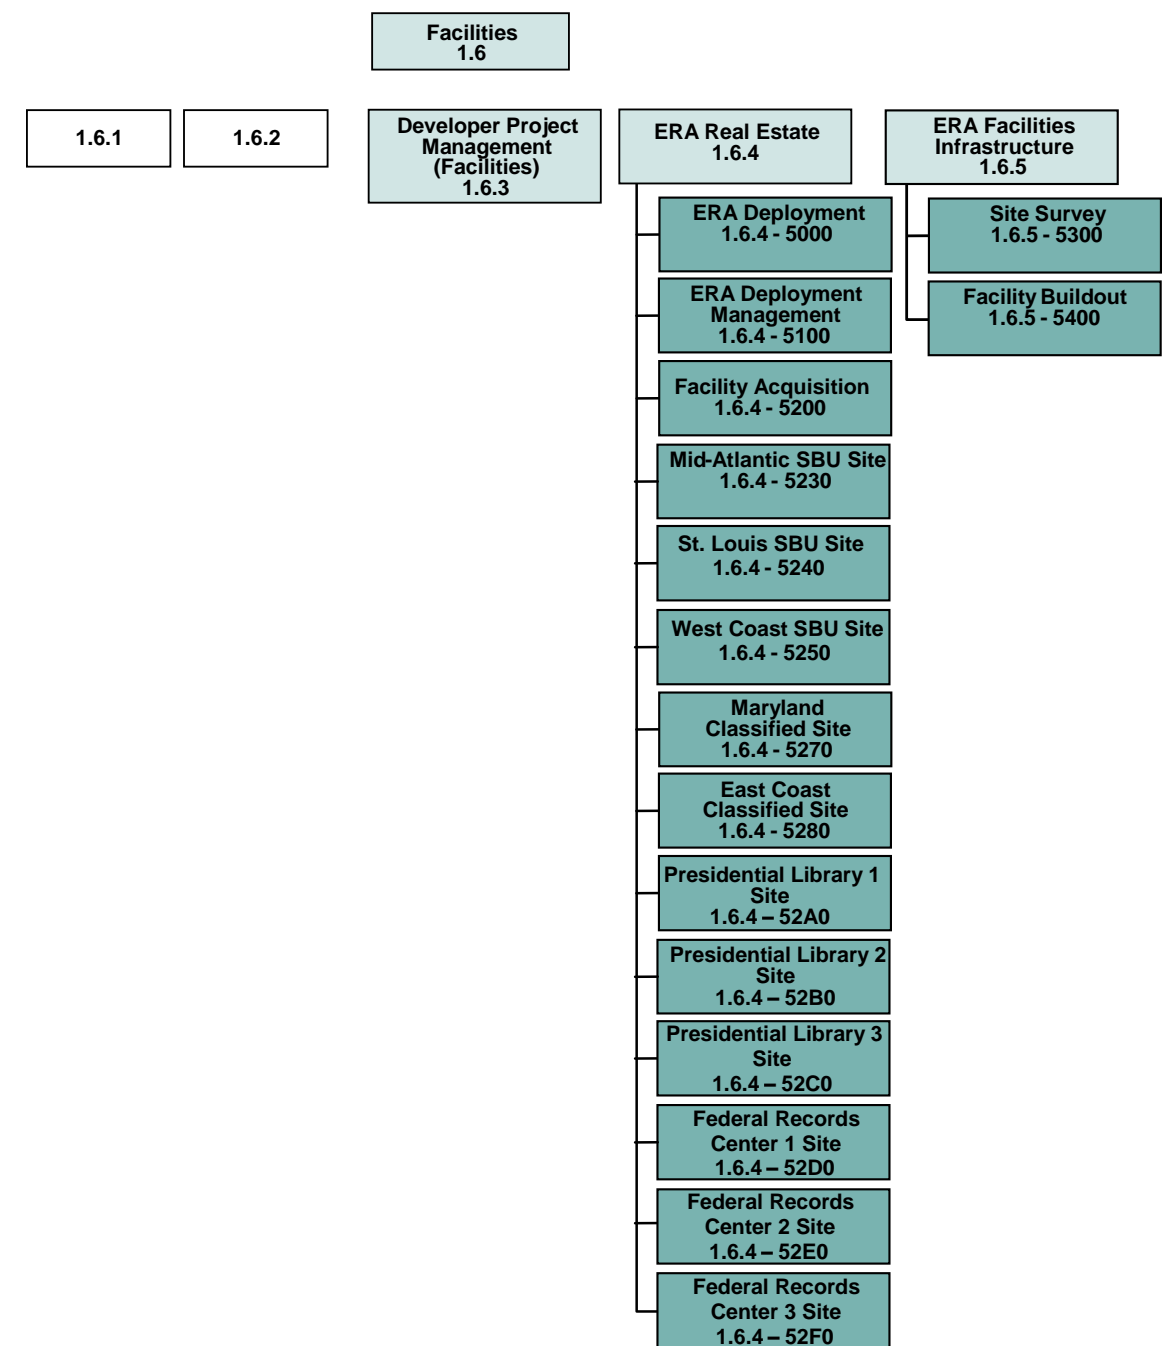 Facilities
1.6
1.6.1
1.6.2
Developer Project
Management
(Facilities)
1.6.3
ERA Real Estate
1.6.4
ERA Facilities
Infrastructure
1.6.5
ERA Deployment
1.6.4 - 5000
ERA Deployment
Management
1.6.4 - 5100
Facility Acquisition
1.6.4 - 5200
Mid-Atlantic SBU Site
1.6.4 - 5230
St. Louis SBU Site
1.6.4 - 5240
West Coast SBU Site
1.6.4 - 5250
Maryland
Classified Site
1.6.4 - 5270
East Coast
Classified Site
1.6.4 - 5280
Presidential Library 1
Site
1.6.4 – 52A0
Presidential Library 2
Site
1.6.4 – 52B0
Presidential Library 3
Site
1.6.4 – 52C0
Federal Records
Center 1 Site
1.6.4 – 52D0
Federal Records
Center 2 Site
1.6.4 – 52E0
Federal Records
Center 3 Site
1.6.4 – 52F0
Site Survey
1.6.5 - 5300
Facility Buildout
1.6.5 - 5400